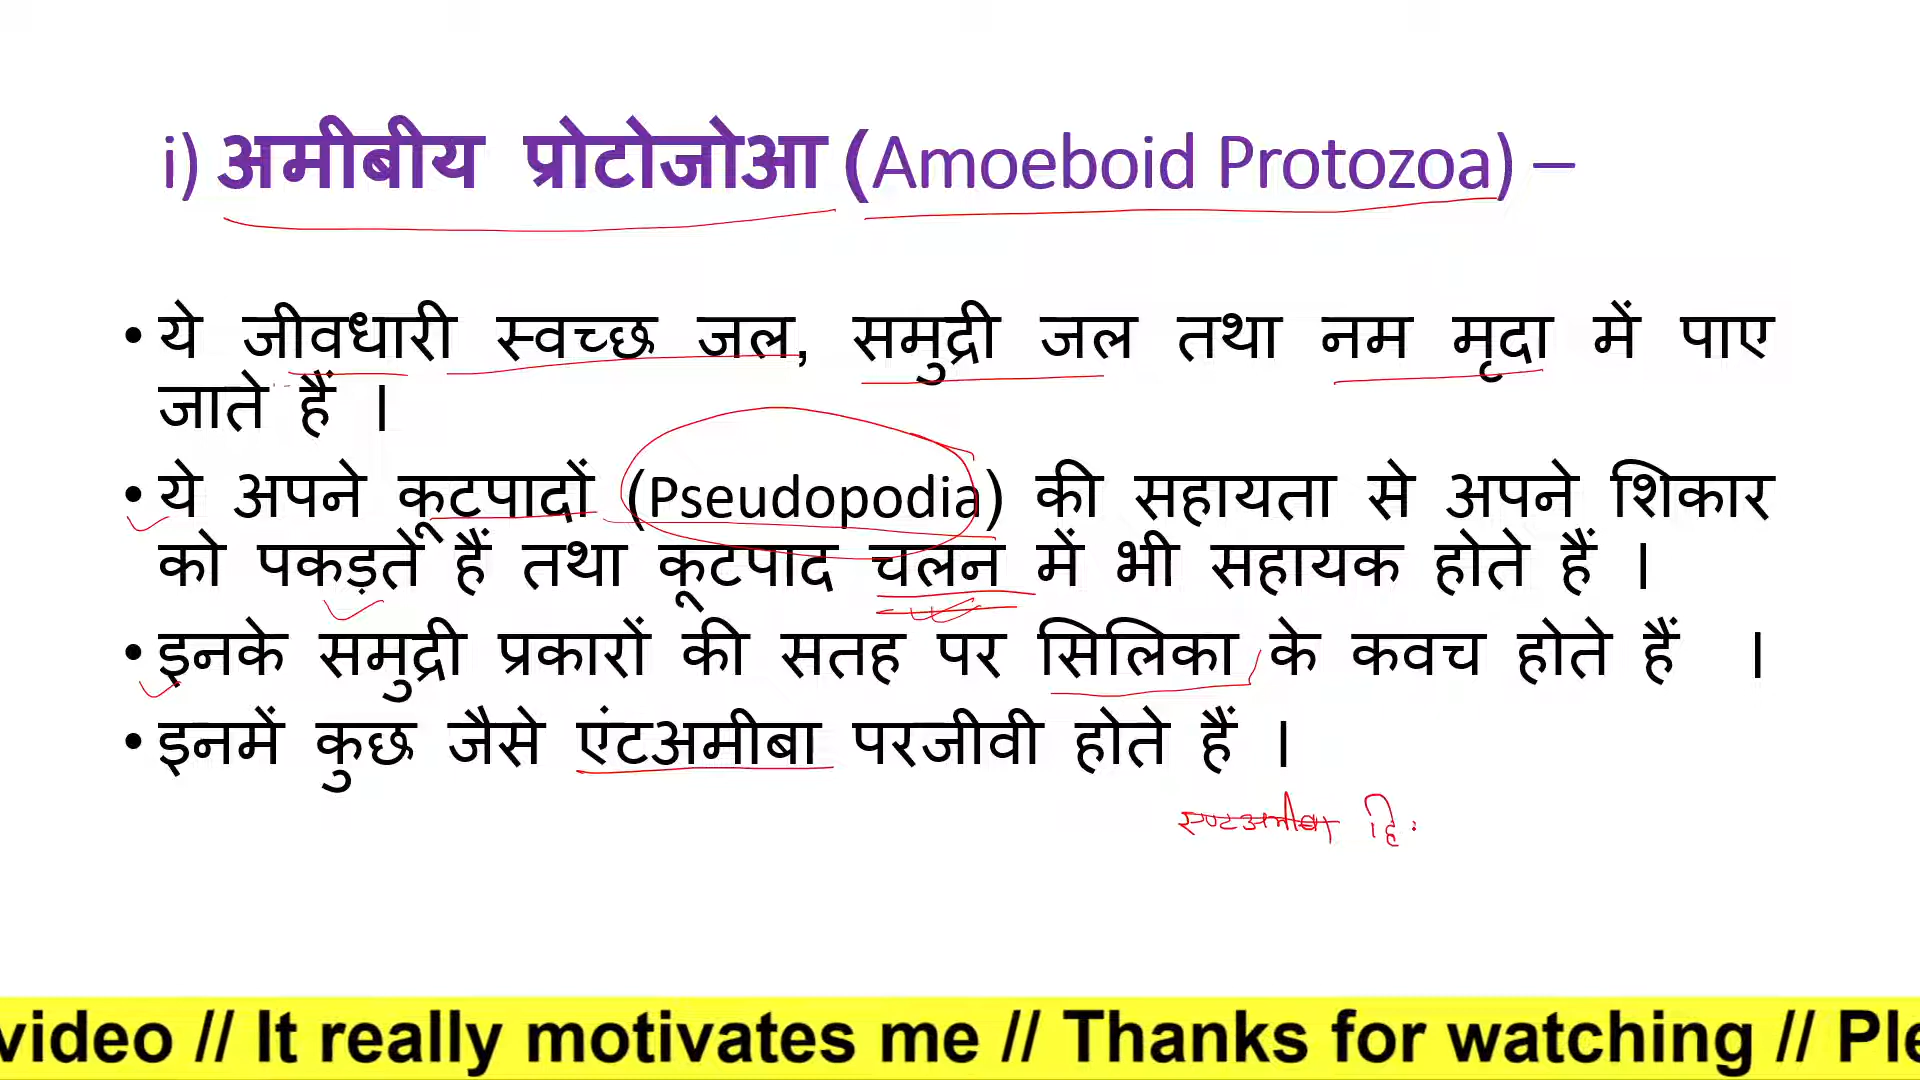 i) अमीबीय प्रोटोजोआ (Amoeboid Protozoa) –
• ये जीवधारी स्वच्छ जल, समुद्री जल तथा नम मृदा में पाए
जाते हैं ।
• ये अपने कूटपादों (Pseudopodia) की सहायता से अपने शिकार
को पकड़ते हैं तथा कूटपाद चलन में भी सहायक होते हैं ।
• इनके समुद्री प्रकारों की सतह पर सिलिका के कवच होते हैं ।
• इनमें कुछ जैसे एंटअमीबा परजीवी होते हैं ।
एण्टअमीबा हि
video // It really motivates me // Thanks for watching // Ple